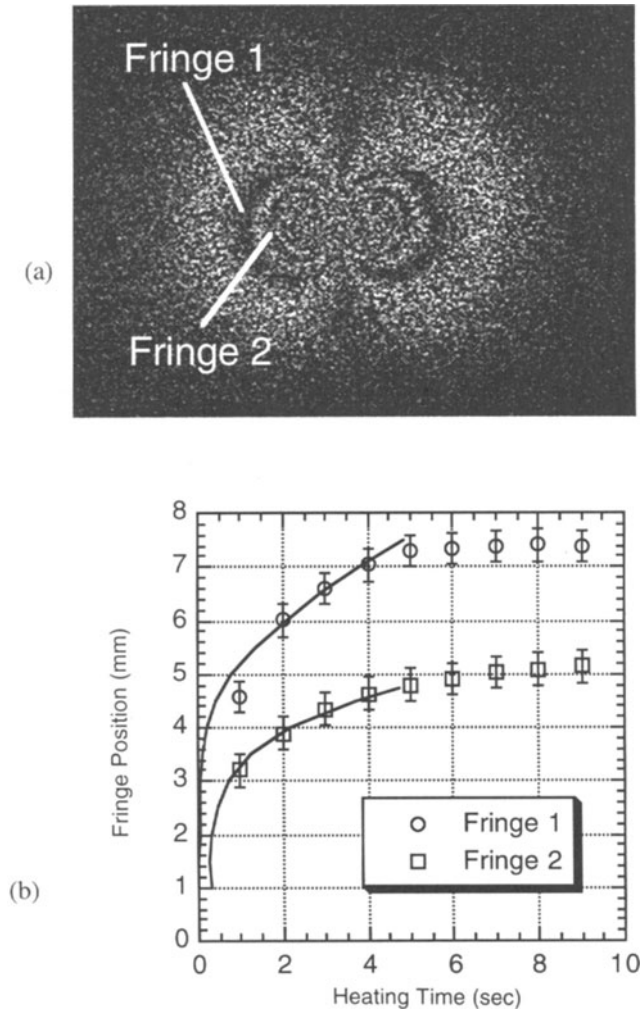 Fringe 1
Fringe 2
(a)
8
7
6
5
4
3
2
1
0
Fringe Position (mm)
Fringe 1
Fringe 2
(b)
0 2 4 6 8 10
Heating Time (sec)